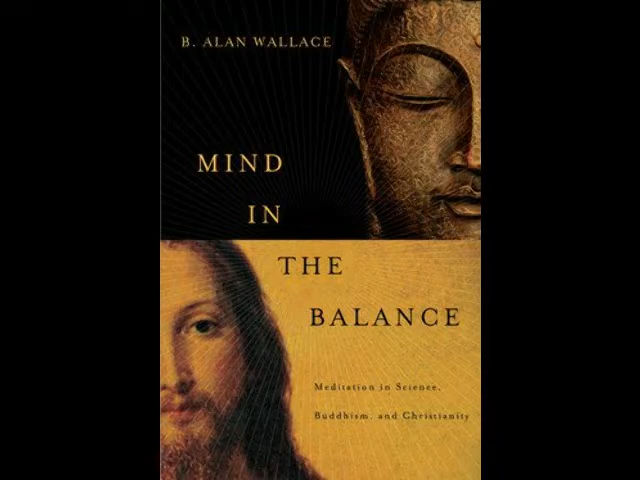 B. ALAN WALLACE
MIND
IN
THE
BALANCE
Meditation in Science,
Buddhism, and Christianity